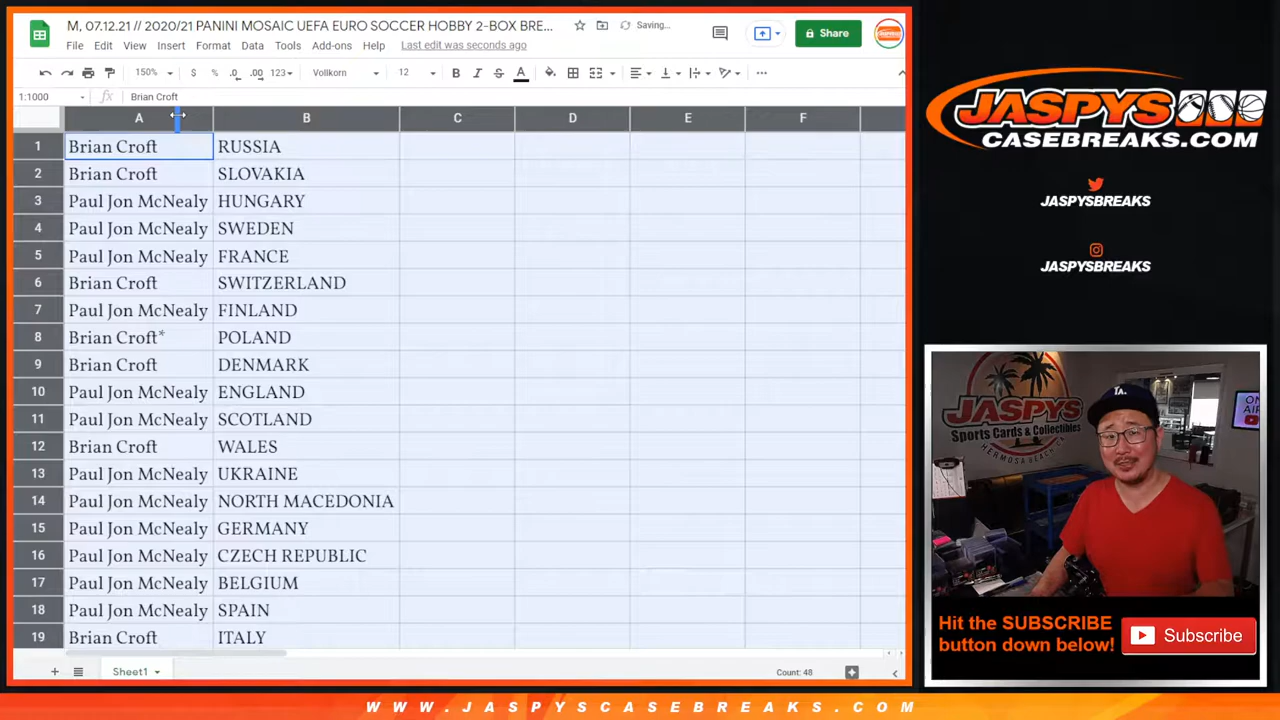 M, 07.12.21 // 2020/21 PANINI MOSAIC UEFA EURO SOCCER HOBBY 2-BOX BRE...
Saving...
File Edit View Insert Format Data Tools Add-ons Help Last edit was seconds ago
Share
150% $ % .0 .00 123 Vollkorn 12 B I S A
1:1000 fx Brian Croft
A B C D E F
1 Brian Croft RUSSIA
2 Brian Croft SLOVAKIA
3 Paul Jon McNealy HUNGARY
4 Paul Jon McNealy SWEDEN
5 Paul Jon McNealy FRANCE
6 Brian Croft SWITZERLAND
7 Paul Jon McNealy FINLAND
8 Brian Croft* POLAND
9 Brian Croft DENMARK
10 Paul Jon McNealy ENGLAND
11 Paul Jon McNealy SCOTLAND
12 Brian Croft WALES
13 Paul Jon McNealy UKRAINE
14 Paul Jon McNealy NORTH MACEDONIA
15 Paul Jon McNealy GERMANY
16 Paul Jon McNealy CZECH REPUBLIC
17 Paul Jon McNealy BELGIUM
18 Paul Jon McNealy SPAIN
19 Brian Croft ITALY
Sheet1
Count: 48
JASPYS
CASEBREAKS.COM
JASPYSBREAKS
JASPYSBREAKS
JASPYS
Sports Cards & Collectibles
HERMOSA BEACH
ON
AIR
TA.
Hit the SUBSCRIBE
button down below!
Subscribe
WWW.JASPYSCASEBREAKS.COM